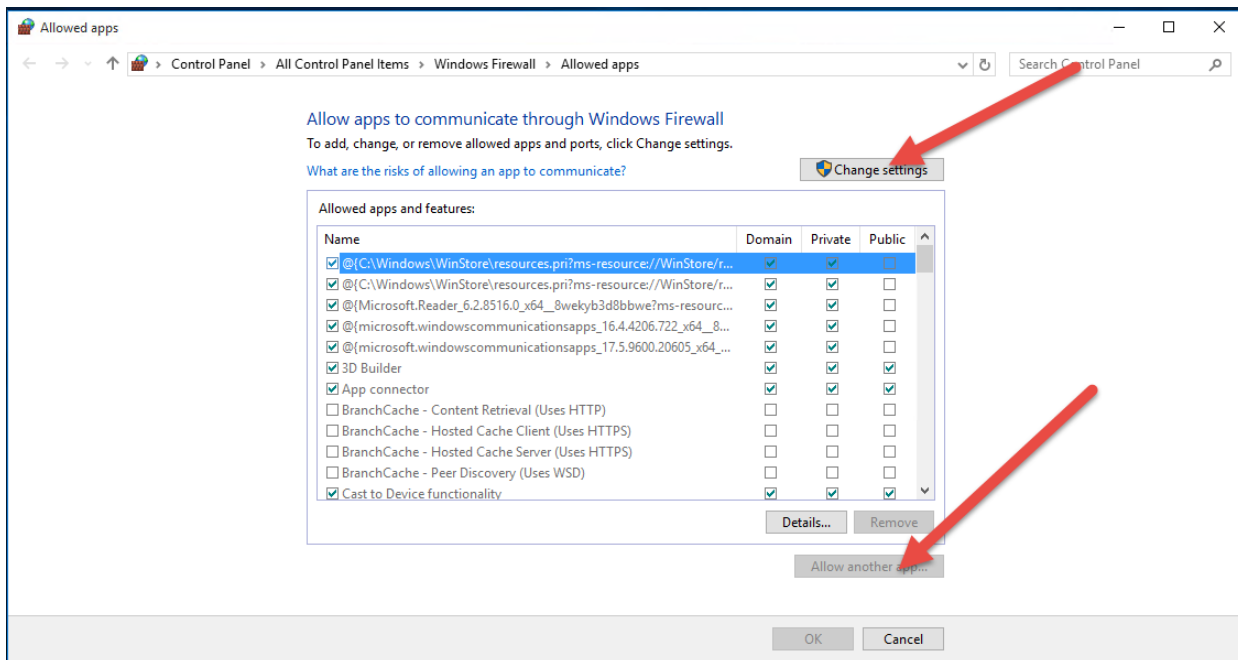 Allowed apps
Control Panel > All Control Panel Items > Windows Firewall > Allowed apps
Search Control Panel
Allow apps to communicate through Windows Firewall
To add, change, or remove allowed apps and ports, click Change settings.
What are the risks of allowing an app to communicate?
Change settings
Allowed apps and features:
Name Domain Private Public
@{C:\Windows\WinStore\resources.pri?ms-resource://WinStore/r...
@{C:\Windows\WinStore\resources.pri?ms-resource://WinStore/r...
@{Microsoft.Reader_6.2.8516.0_x64__8wekyb3d8bbwe?ms-resourc...
@{microsoft.windowscommunicationsapps_16.4.4206.722_x64__8...
@{microsoft.windowscommunicationsapps_17.5.9600.20605_x64_...
3D Builder
App connector
BranchCache - Content Retrieval (Uses HTTP)
BranchCache - Hosted Cache Client (Uses HTTPS)
BranchCache - Hosted Cache Server (Uses HTTPS)
BranchCache - Peer Discovery (Uses WSD)
Cast to Device functionality
Details... Remove
Allow another app...
OK Cancel